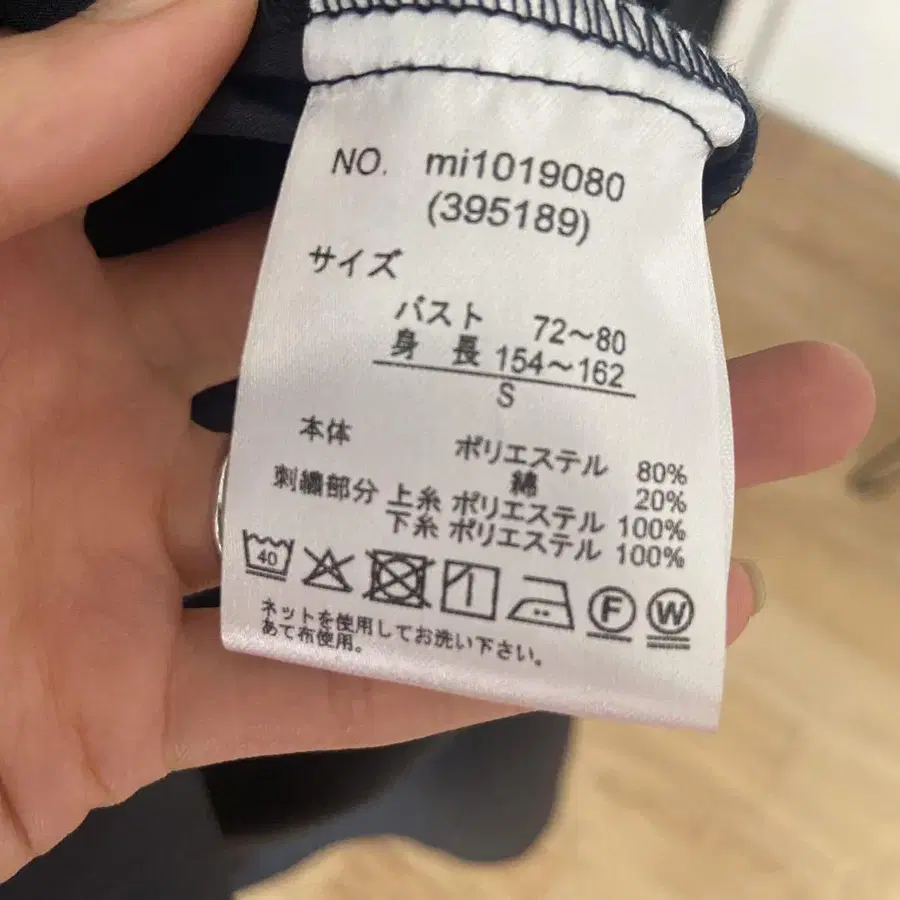 NO. mi1019080
(395189)
サイズ
バスト 72～80
身 長 154～162
S
本体 ポリエステル 80%
綿 20%
刺繍部分 上糸 ポリエステル 100%
下糸 ポリエステル 100%
40
F W
ネットを使用してお洗い下さい。
あて布使用。